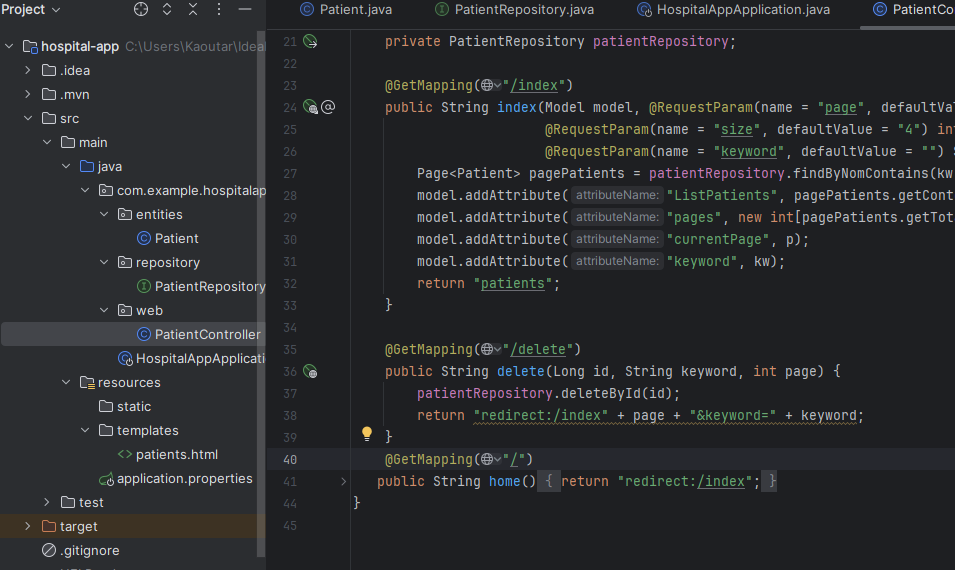 Project
Patient.java
PatientRepository.java
HospitalAppApplication.java
PatientCo
hospital-app C:\Users\Kaoutar\Idea
.idea
.mvn
src
main
java
com.example.hospitalap
entities
Patient
repository
PatientRepository
web
PatientController
HospitalAppApplicati
resources
static
templates
patients.html
application.properties
test
target
.gitignore
21 private PatientRepository patientRepository;
22
23 @GetMapping("/index")
24 public String index(Model model, @RequestParam(name = "page", defaultVal
25 @RequestParam(name = "size", defaultValue = "4") int
26 @RequestParam(name = "keyword", defaultValue = "") S
27 Page<Patient> pagePatients = patientRepository.findByNomContains(kw
28 model.addAttribute( attributeName: "ListPatients", pagePatients.getCont
29 model.addAttribute( attributeName: "pages", new int[pagePatients.getTot
30 model.addAttribute( attributeName: "currentPage", p);
31 model.addAttribute( attributeName: "keyword", kw);
32 return "patients";
33 }
34
35 @GetMapping("/delete")
36 public String delete(Long id, String keyword, int page) {
37 patientRepository.deleteById(id);
38 return "redirect:/index" + page + "&keyword=" + keyword;
39 }
40 @GetMapping("/")
41 public String home() { return "redirect:/index"; }
44 }
45